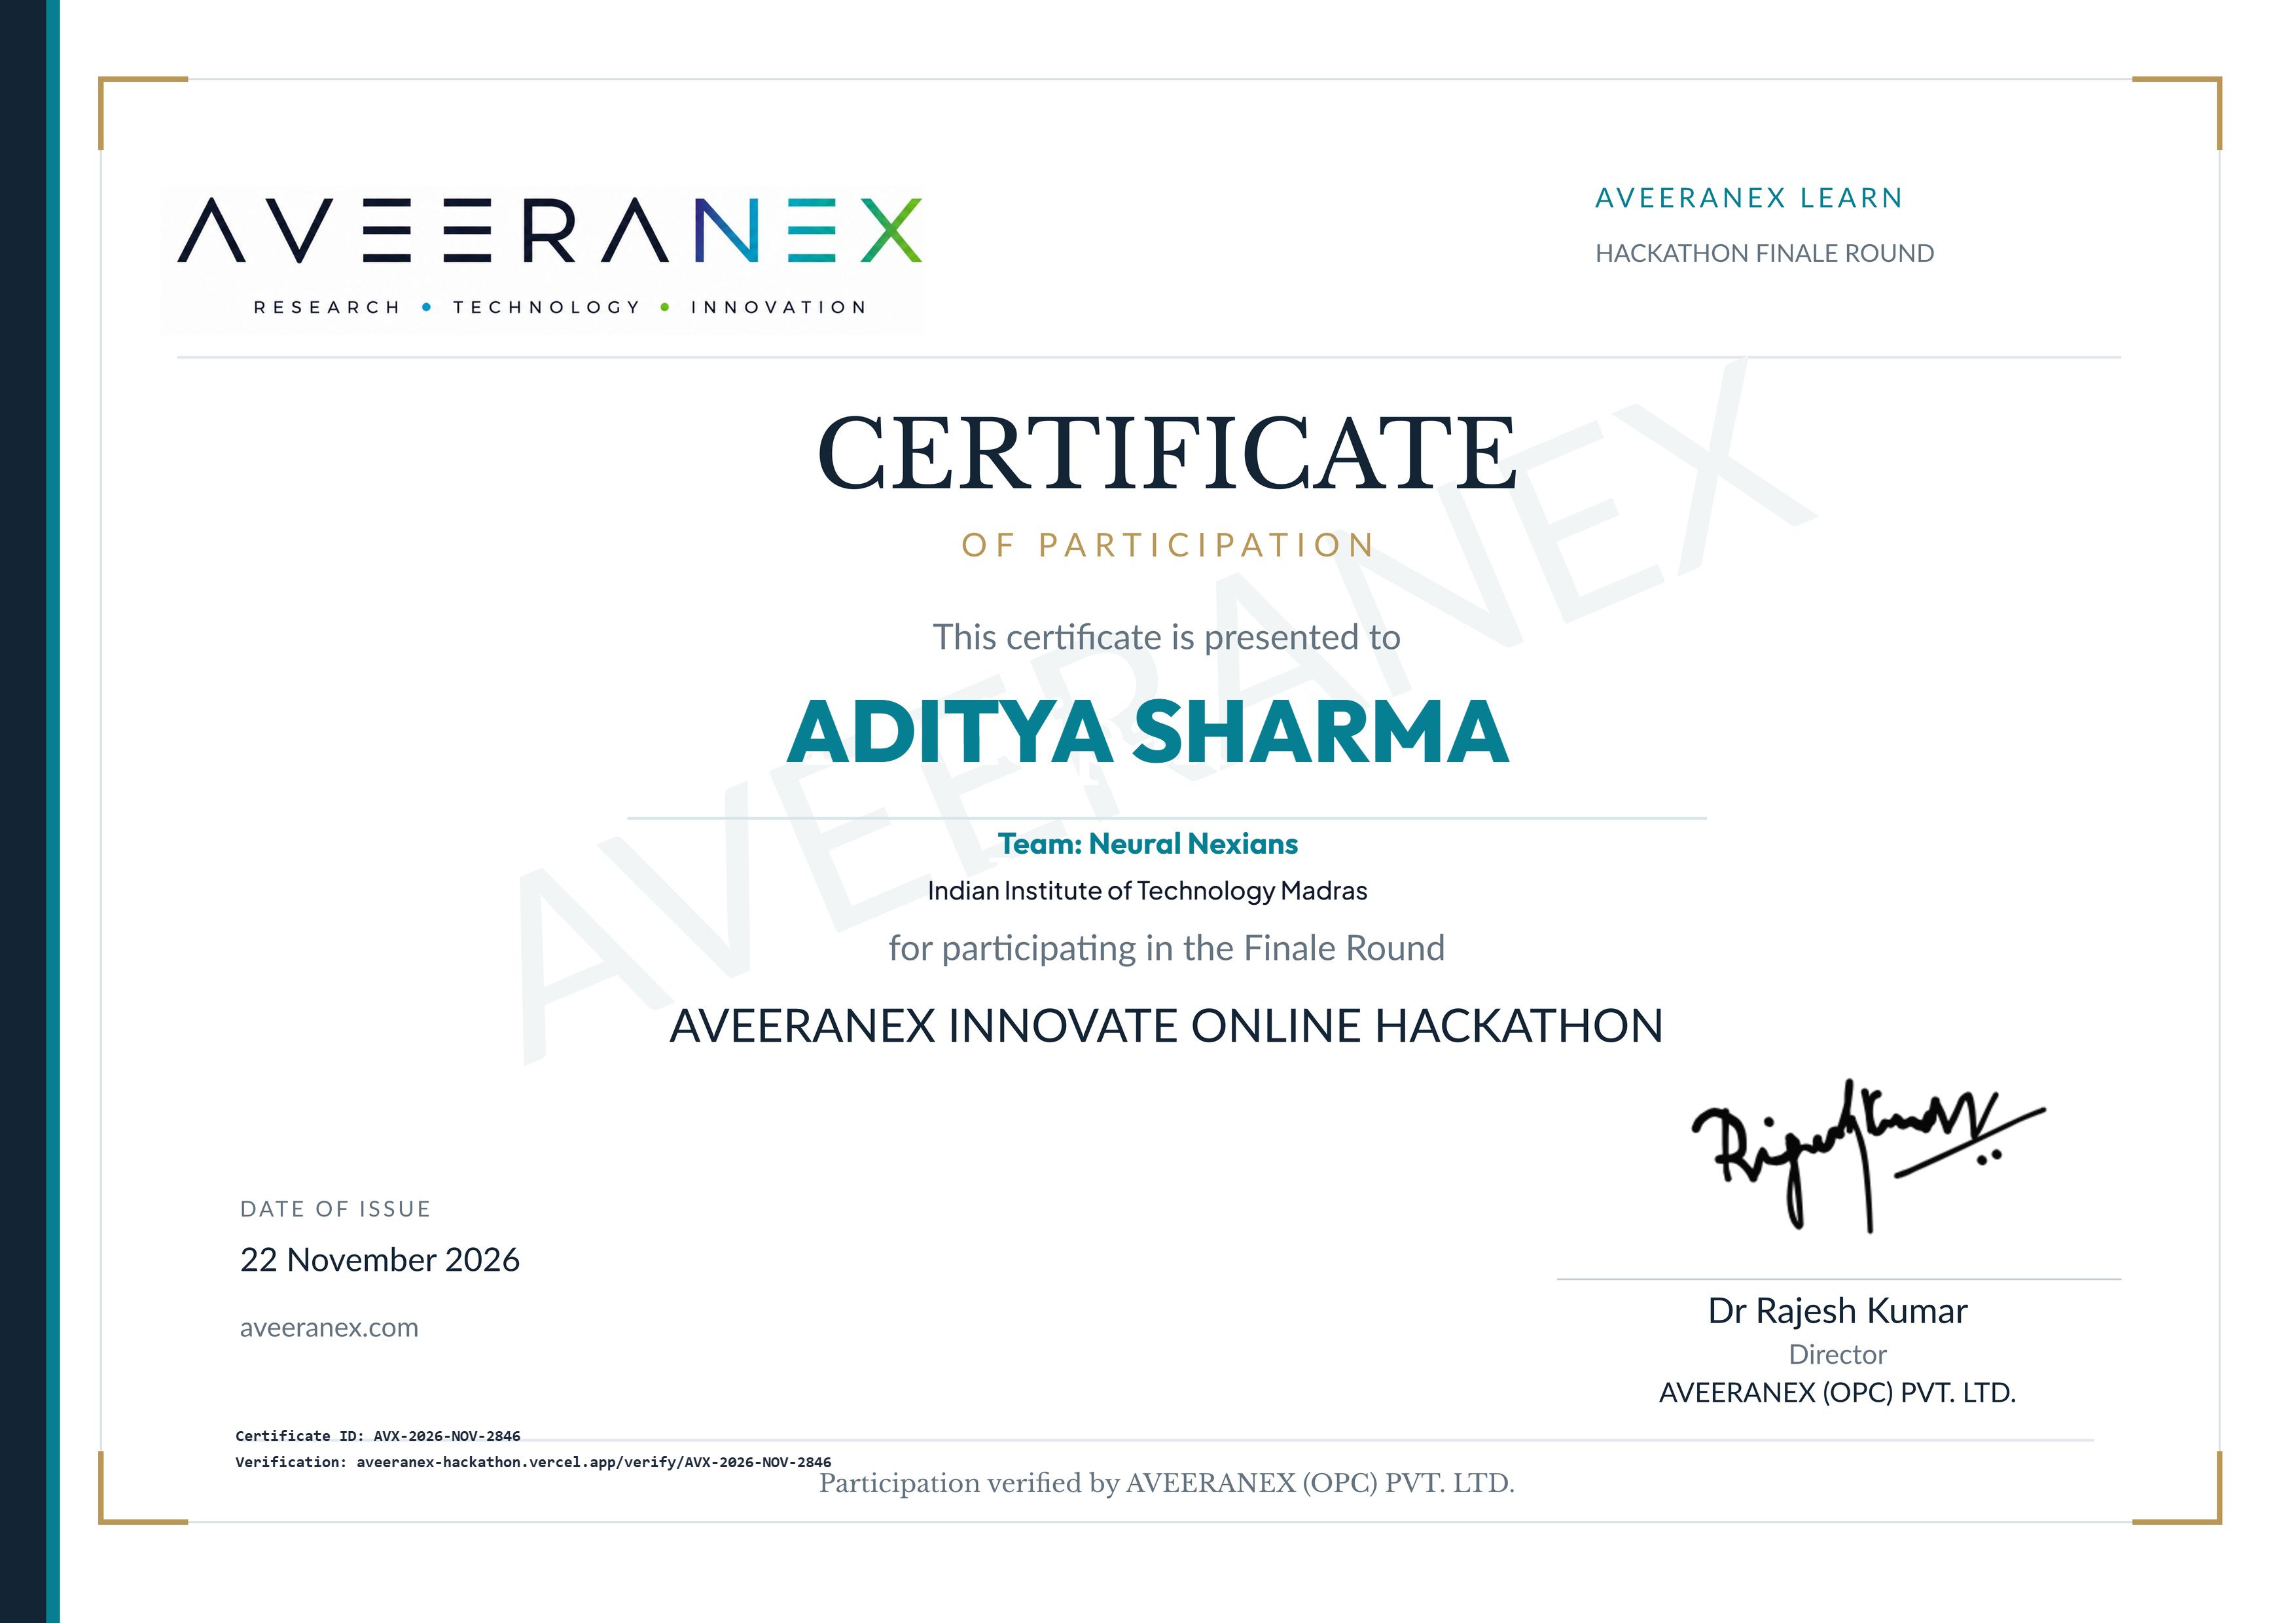 AVEERANEX
RESEARCH • TECHNOLOGY • INNOVATION
AVEERANEX LEARN
HACKATHON FINALE ROUND
CERTIFICATE
OF PARTICIPATION
This certificate is presented to
ADITYA SHARMA
Team: Neural Nexians
Indian Institute of Technology Madras
for participating in the Finale Round
AVEERANEX INNOVATE ONLINE HACKATHON
AVEERANEX
DATE OF ISSUE
22 November 2026
aveeranex.com
Rajesh Kumar
Dr Rajesh Kumar
Director
AVEERANEX (OPC) PVT. LTD.
Certificate ID: AVX-2026-NOV-2846
Verification: aveeranex-hackathon.vercel.app/verify/AVX-2026-NOV-2846
Participation verified by AVEERANEX (OPC) PVT. LTD.